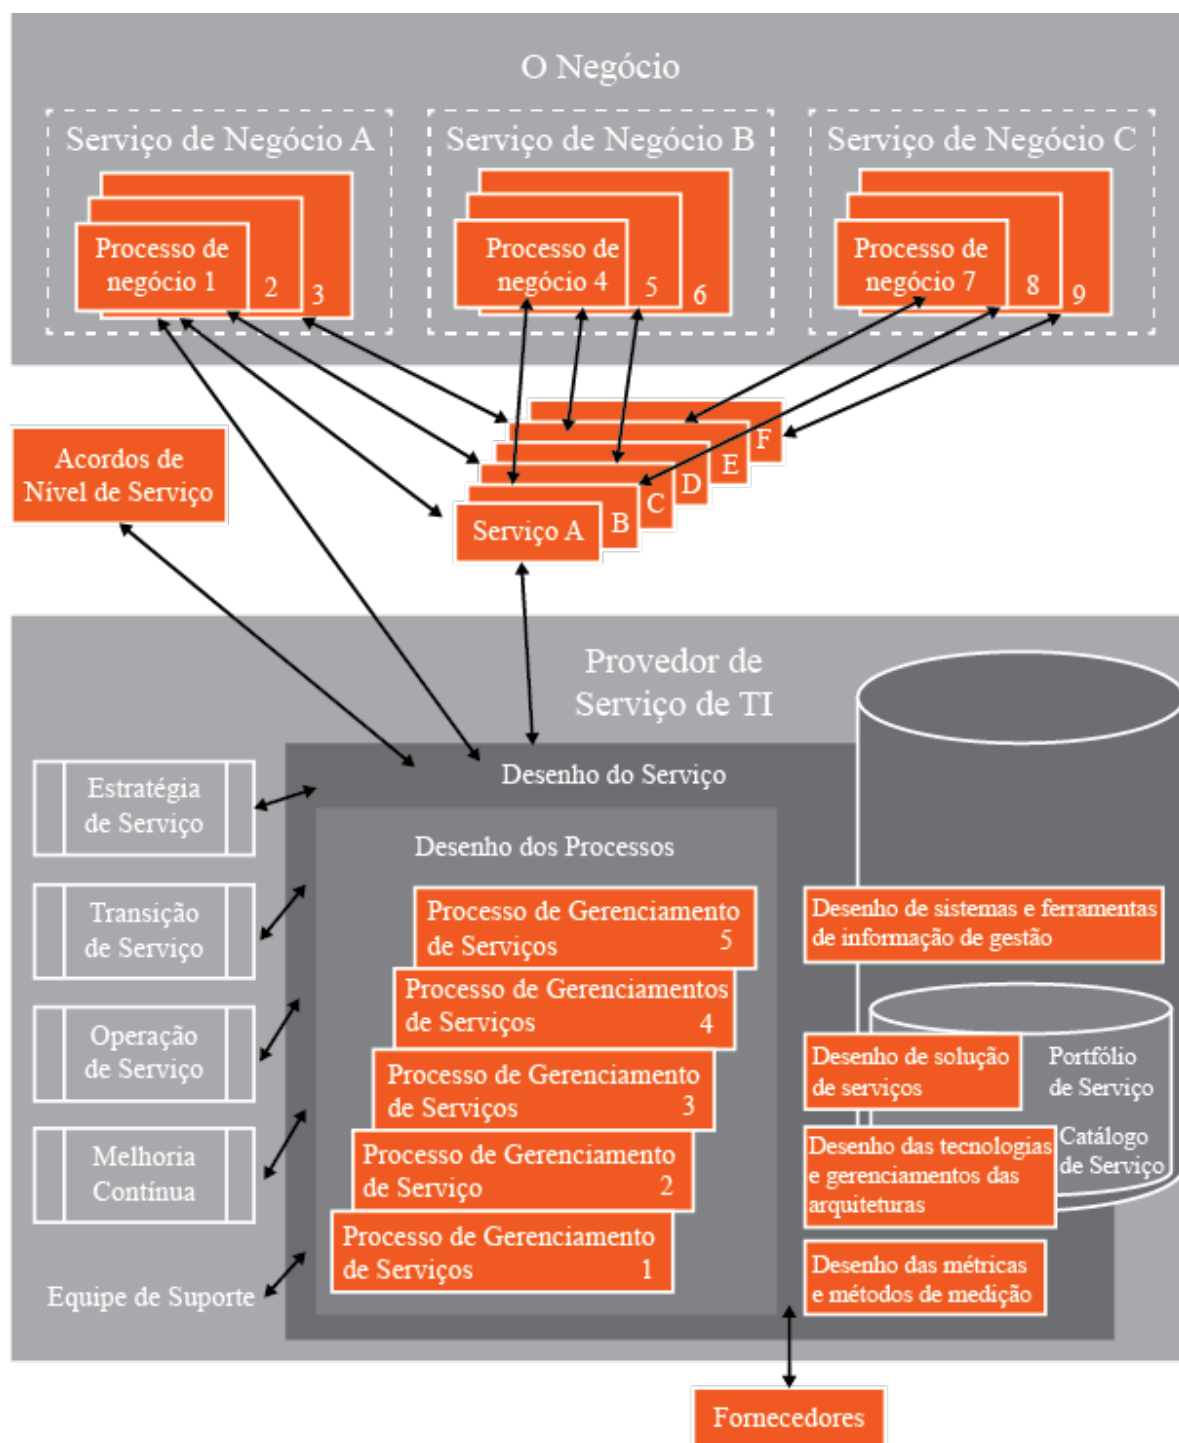 O Negócio
Serviço de Negócio A
Processo de
negócio 1
2
3
Serviço de Negócio B
Processo de
negócio 4
5
6
Serviço de Negócio C
Processo de
negócio 7
8
9
Acordos de
Nível de Serviço
Serviço A
B
C
D
E
F
Provedor de
Serviço de TI
Desenho do Serviço
Estratégia
de Serviço
Transição
de Serviço
Operação
de Serviço
Melhoria
Contínua
Equipe de Suporte
Desenho dos Processos
Processo de Gerenciamento
de Serviços 5
Processo de Gerenciamentos
de Serviços 4
Processo de Gerenciamento
de Serviços 3
Processo de Gerenciamento
de Serviço 2
Processo de Gerenciamento
de Serviços 1
Desenho de sistemas e ferramentas
de informação de gestão
Desenho de solução
de serviços
Portfólio
de Serviço
Desenho das tecnologias
e gerenciamentos das
arquiteturas
Catálogo
de Serviço
Desenho das métricas
e métodos de medição
Fornecedores